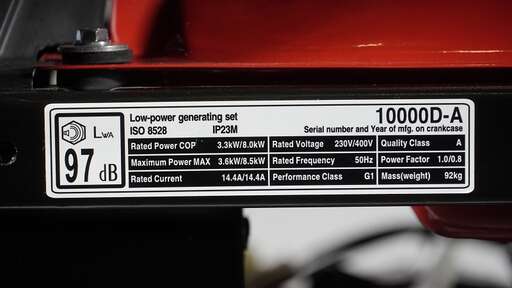 LWA
97 dB
Low-power generating set 10000D-A
ISO 8528 IP23M Serial number and Year of mfg. on crankcase
Rated Power COP 3.3kW/8.0kW Rated Voltage 230V/400V Quality Class A
Maximum Power MAX 3.6kW/8.5kW Rated Frequency 50Hz Power Factor 1.0/0.8
Rated Current 14.4A/14.4A Performance Class G1 Mass(weight) 92kg